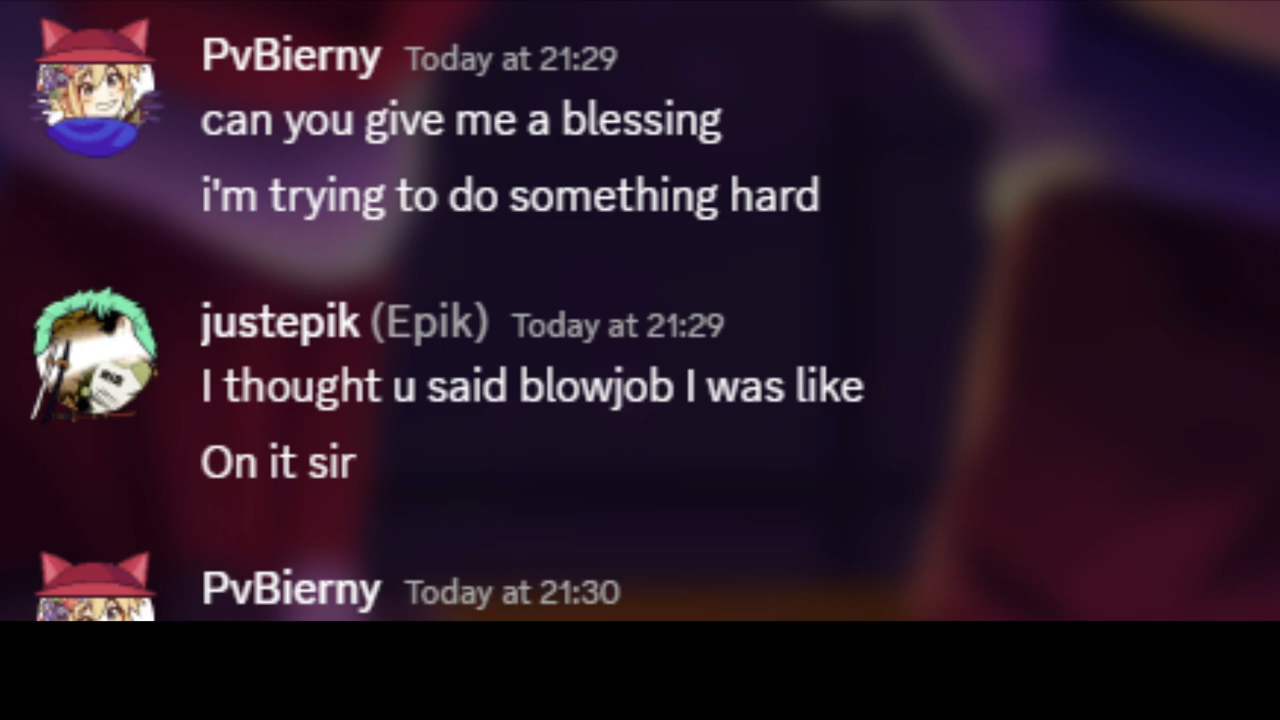 PvBierny Today at 21:29
can you give me a blessing
i'm trying to do something hard
justepik (Epik) Today at 21:29
I thought u said blowjob I was like
On it sir
PvBierny Today at 21:30